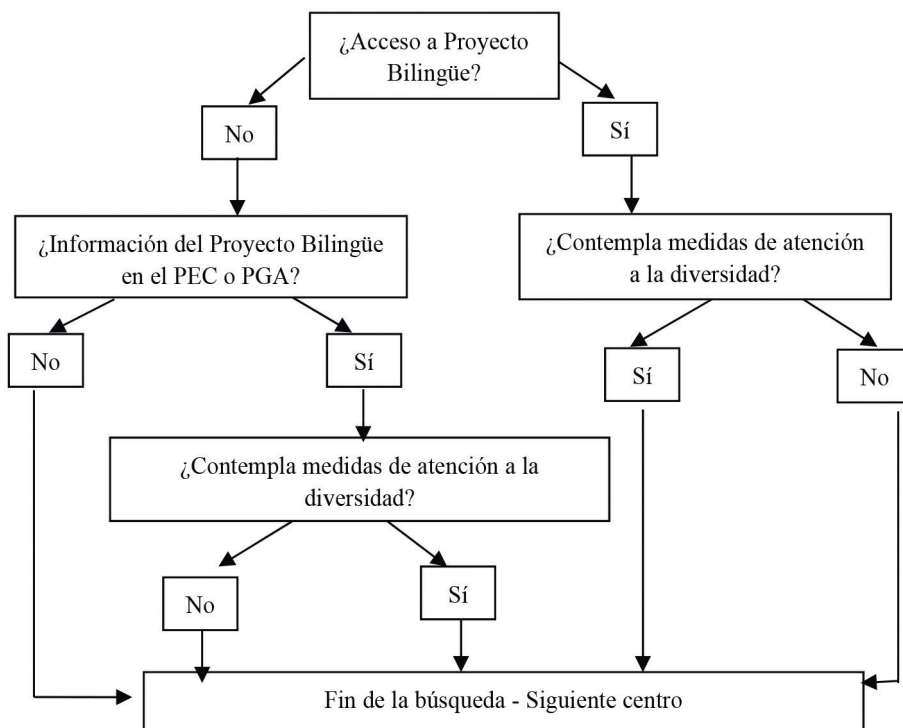 ¿Acceso a Proyecto
Bilingüe?
No
Sí
¿Información del Proyecto Bilingüe
en el PEC o PGA?
¿Contempla medidas de atención
a la diversidad?
No
Sí
Sí
No
¿Contempla medidas de atención a la
diversidad?
No
Sí
Fin de la búsqueda - Siguiente centro